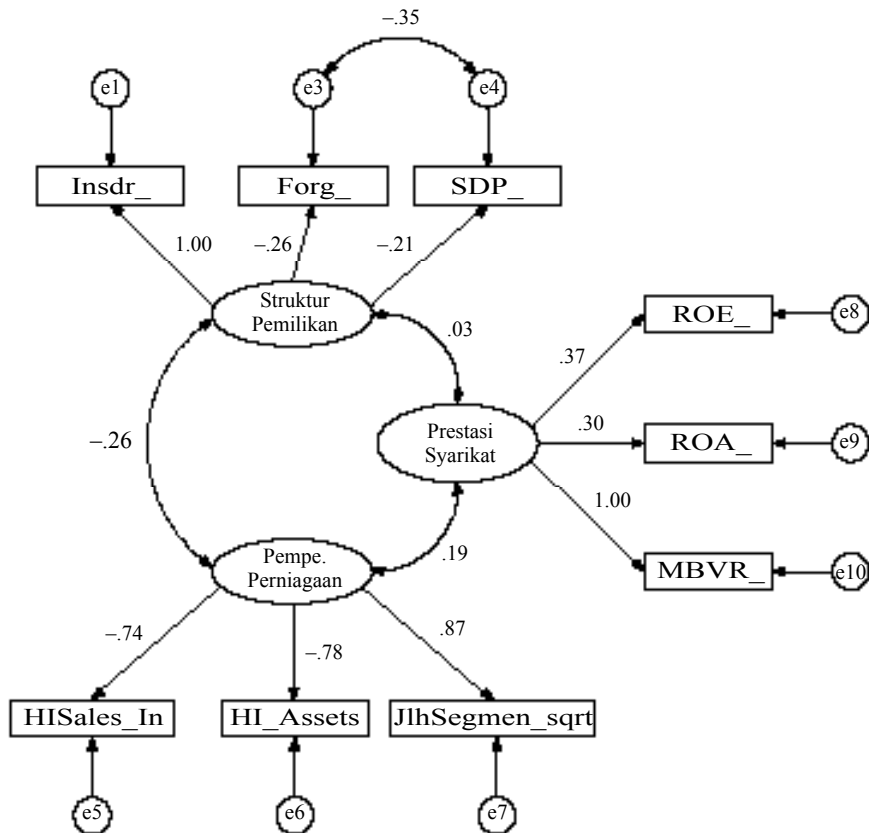 –.35
e1
e3
e4
Insdr_
Forg_
SDP_
1.00
–.26
–.21
Struktur
Pemilikan
.03
ROE_
e8
.37
–.26
Prestasi
Syarikat
.30
ROA_
e9
1.00
.19
Pempe.
Perniagaan
MBVR_
e10
–.74
–.78
.87
HISales_In
HI_Assets
JlhSegmen_sqrt
e5
e6
e7